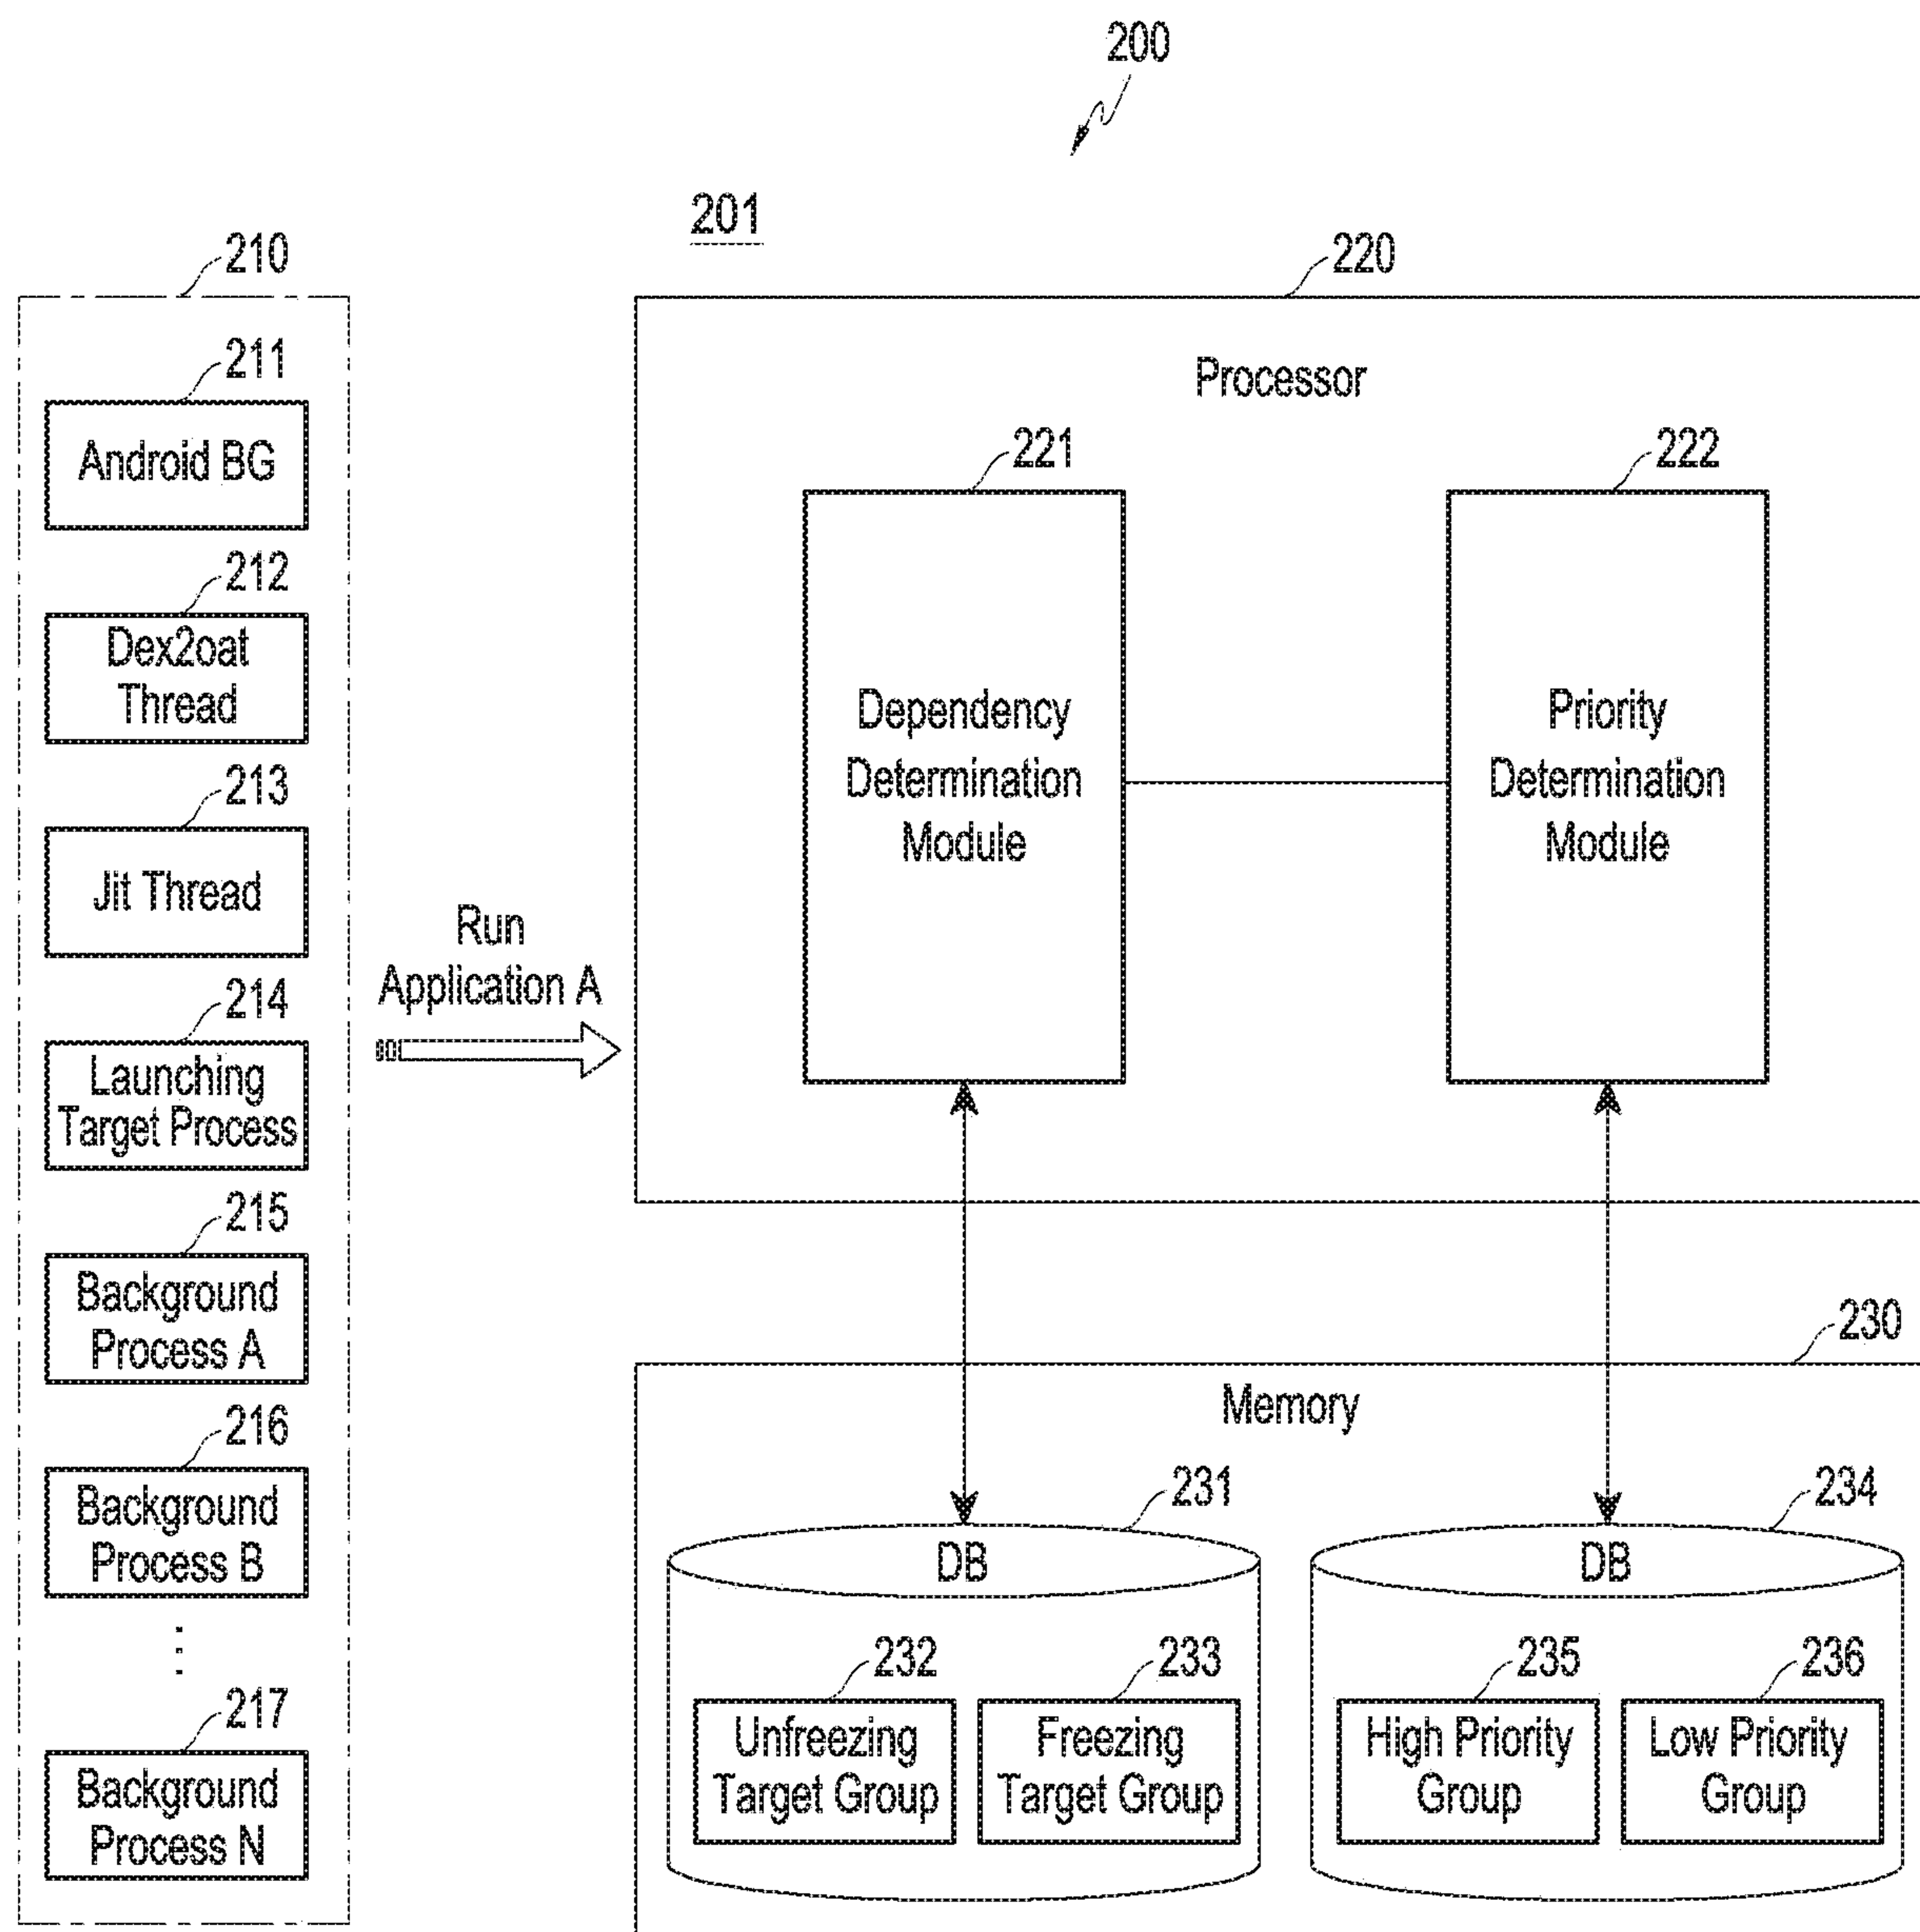 200
201
210
211
Android BG
212
Dex2oat
Thread
213
Jit Thread
214
Launching
Target Process
215
Background
Process A
216
Background
Process B
217
Background
Process N
Run
Application A
220
Processor
221
Dependency
Determination
Module
222
Priority
Determination
Module
230
Memory
231
DB
232
Unfreezing
Target Group
233
Freezing
Target Group
234
DB
235
High Priority
Group
236
Low Priority
Group